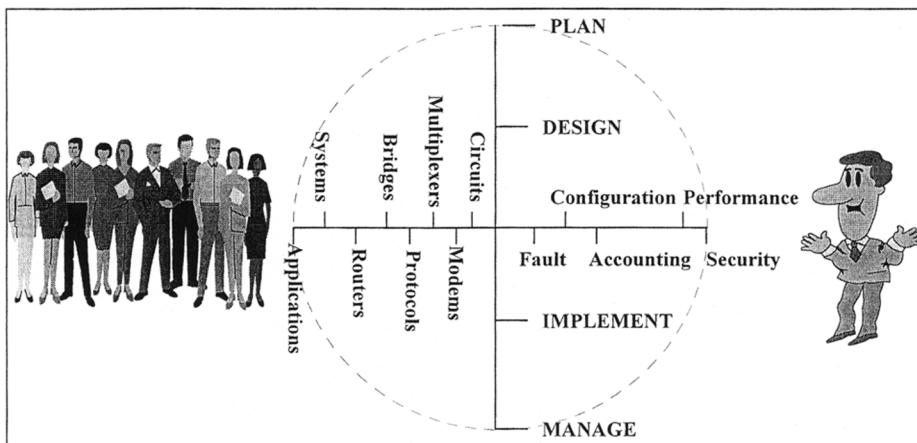 PLAN
DESIGN
Systems
Bridges
Multiplexers
Circuits
Configuration Performance
Applications
Routers
Protocols
Modems
Fault Accounting Security
IMPLEMENT
MANAGE